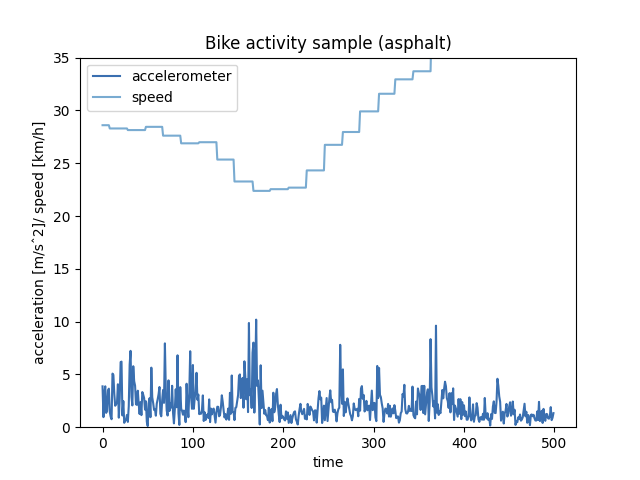 Bike activity sample (asphalt)
accelerometer
speed
acceleration [m/sˆ2]/ speed [km/h]
35
30
25
20
15
10
5
0
0 100 200 300 400 500
time